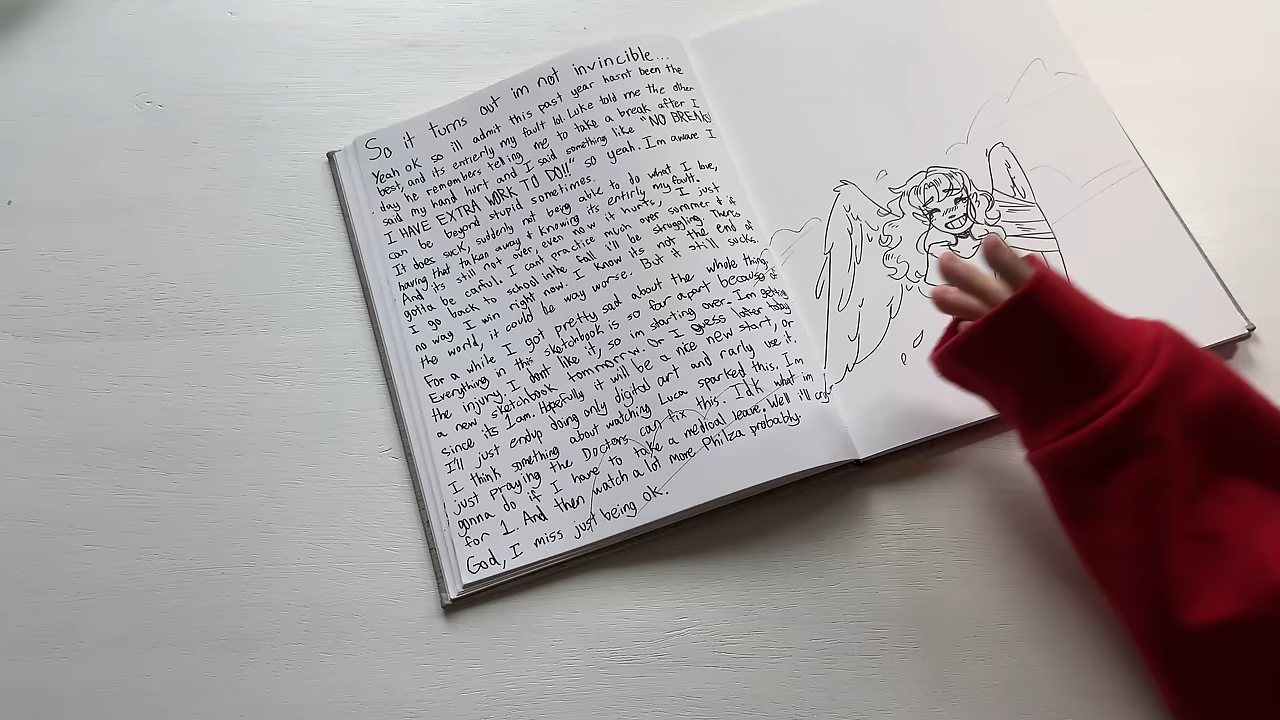 So it turns out im not invincible...
Yeah ok so ill admit this past year hasnt been the
best, and its entierly my fault lol. Luke told me the other
day he remembers telling me to take a break after I
said my hand hurt and I said something like "NO BREAKS
I HAVE EXTRA WORK TO DO!!" so yeah. Im aware I
can be beyond stupid sometimes.
It does suck, suddenly not being able to do what I love,
having that taken away & knowing its entirly my fault.
And its still not over, even now it hurts, I just
gotta be carful. I cant practice much over summer & if
I go back to school inthe fall I'll be struggling. Theres
no way I win right now. I know its not the end of
the world, it could be way worse. But it still sucks.
For a while I got pretty sad about the whole thing.
Everything in this sketchbook is so far apart because of
the injury. I dont like it, so im starting over. Im getting
a new sketchbook tommorrw. Or I guess later today
since its 1am. Hopefully it will be a nice new start, or
I'll just endup doing only digital art and rarly use it.
I think something about watching Luca sparked this. I'm
just praying the Doctors can fix this. Idk what im
gonna do if I have to take a medical leave. Well i'll cry
for 1. And then watch a lot more Philza probably.
God, I miss just being ok.